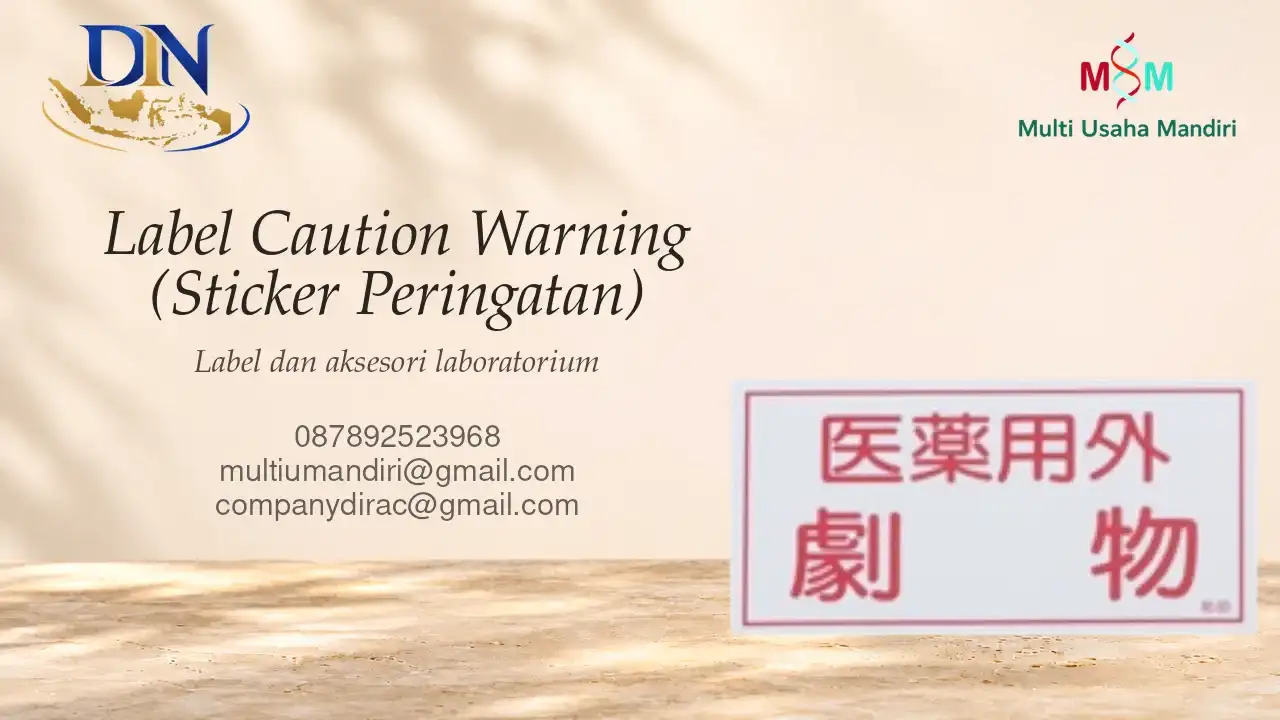 DIN
MSM
Multi Usaha Mandiri
Label Caution Warning
(Sticker Peringatan)
Label dan aksesori laboratorium
087892523968
multiumandiri@gmail.com
companydirac@gmail.com
医薬用外
劇物